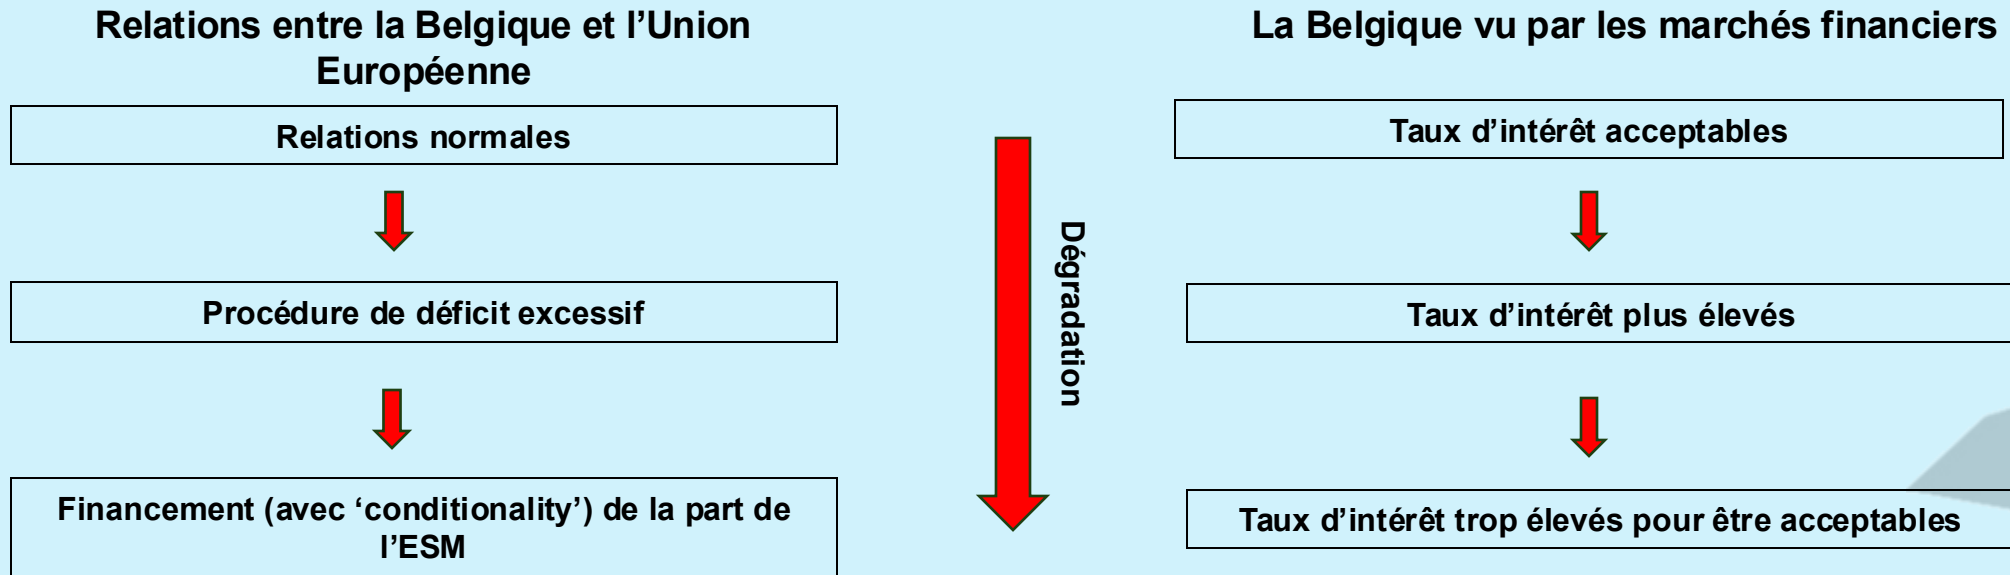 Relations entre la Belgique et l’Union
Européenne
Relations normales
Procédure de déficit excessif
Financement (avec ‘conditionality’) de la part de
l’ESM
Dégradation
La Belgique vu par les marchés financiers
Taux d’intérêt acceptables
Taux d’intérêt plus élevés
Taux d’intérêt trop élevés pour être acceptables